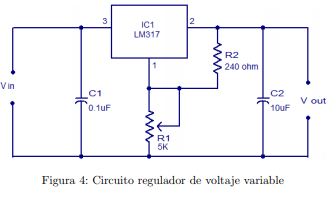 IC1
LM317
3
2
1
R2
240 ohm
V in
C1
0.1uF
R1
5K
C2
10uF
V out
Figura 4: Circuito regulador de voltaje variable